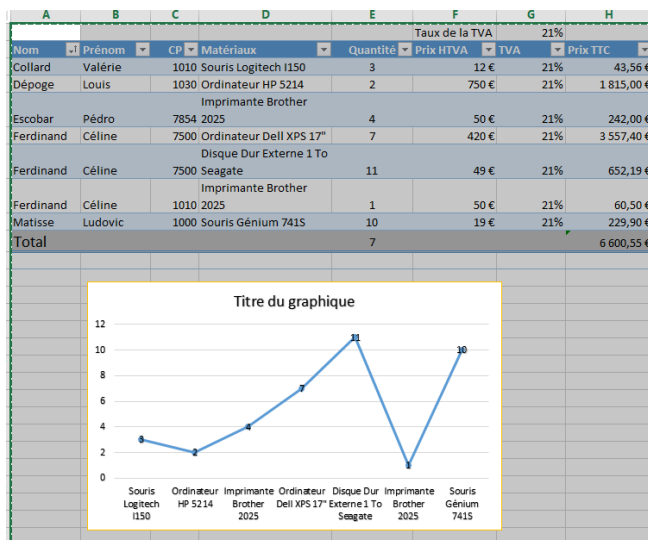 A B C D E F G H
Taux de la TVA 21%
Nom Prénom CP Matériaux Quantité Prix HTVA TVA Prix TTC
Collard Valérie 1010 Souris Logitech I150 3 12 € 21% 43,56 €
Dépoge Louis 1030 Ordinateur HP 5214 2 750 € 21% 1 815,00 €
Imprimante Brother
Escobar Pédro 7854 2025 4 50 € 21% 242,00 €
Ferdinand Céline 7500 Ordinateur Dell XPS 17" 7 420 € 21% 3 557,40 €
Disque Dur Externe 1 To
Ferdinand Céline 7500 Seagate 11 49 € 21% 652,19 €
Imprimante Brother
Ferdinand Céline 1010 2025 1 50 € 21% 60,50 €
Matisse Ludovic 1000 Souris Génium 741S 10 19 € 21% 229,90 €
Total 7 6 600,55 €
Titre du graphique
12
10
8
6
4
2
0
3 2 4 7 11 1 10
Souris Ordinateur Imprimante Ordinateur Disque Dur Imprimante Souris
Logitech HP 5214 Brother Dell XPS 17" Externe 1 To Brother Génium
I150 2025 Seagate 2025 741S